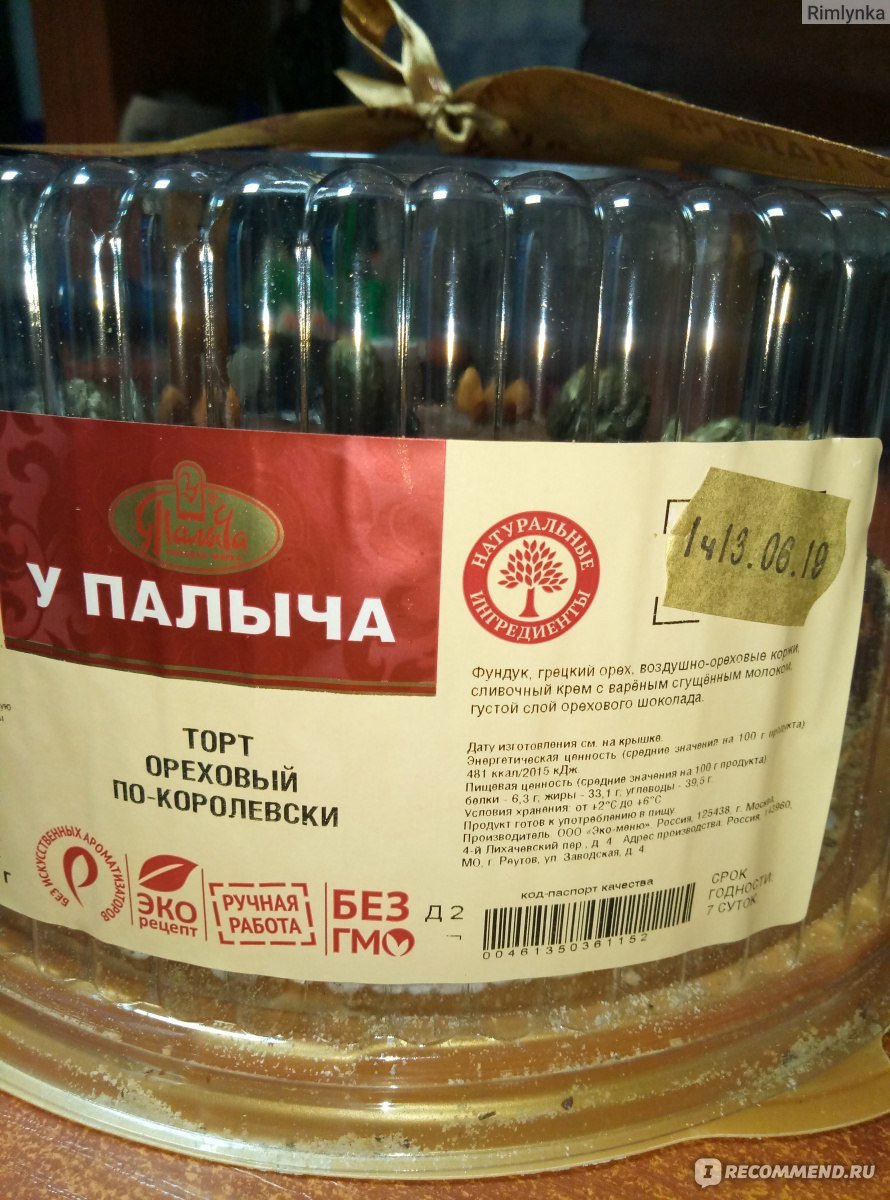 Rimlynka
Палыча
У ПАЛЫЧА
ТОРТ
ОРЕХОВЫЙ
ПО-КОРОЛЕВСКИ
БЕЗ ИСКУССТВЕННЫХ АРОМАТИЗАТОРОВ
ЭКО
рецепт
РУЧНАЯ
РАБОТА
БЕЗ
ГМО
г
Д 2
НАТУРАЛЬНЫЕ
ИНГРЕДИЕНТЫ
1ч 13.06.19
Фундук, грецкий орех, воздушно-ореховые коржи,
сливочный крем с варёным сгущённым молоком,
густой слой орехового шоколада.
Дату изготовления см. на крышке.
Энергетическая ценность (средние значения на 100 г продукта):
481 ккал/2015 кДж
Пищевая ценность (средние значения на 100 г продукта):
белки - 6,3 г, жиры - 33,1 г, углеводы - 39,5 г.
Условия хранения: от +2°С до +6°С
Продукт готов к употреблению в пищу.
Производитель: ООО «Эко-меню». Россия, 125438, г. Москва,
4-й Лихачевский пер., д. 4. Адрес производства: Россия, 143960,
МО, г. Реутов, ул. Заводская, д. 4
код-паспорт качества
00461350361152
СРОК
ГОДНОСТИ:
7 СУТОК
IRECOMMEND.RU